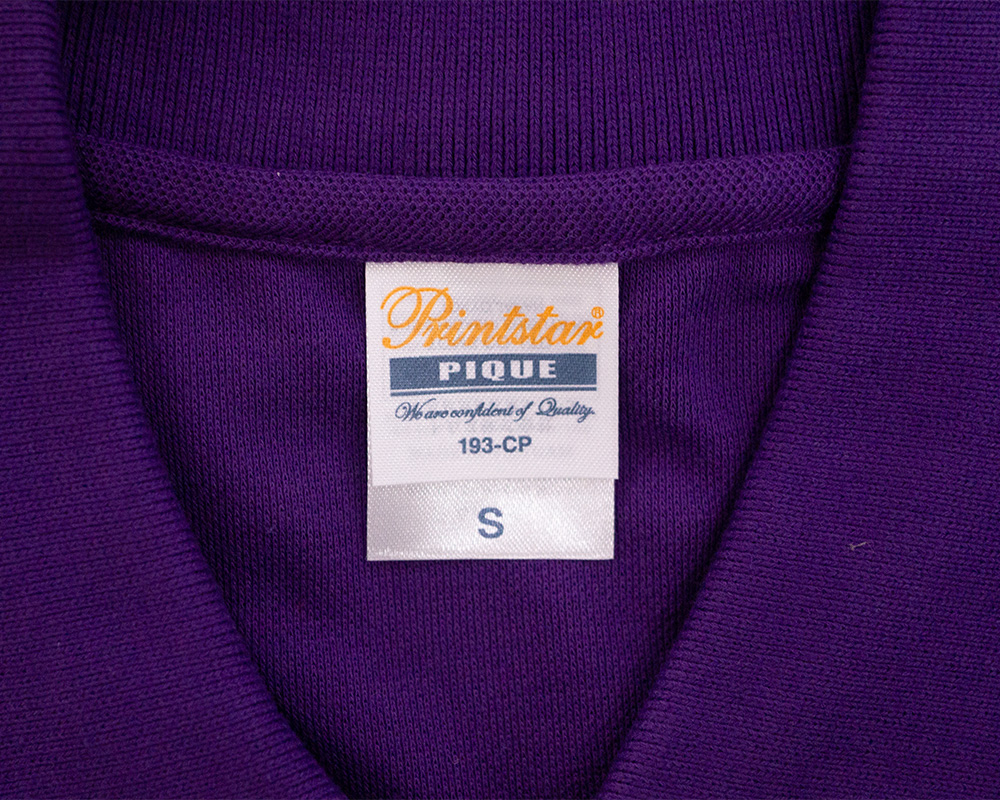 Printstar®
PIQUE
We are confident of Quality.
193-CP
S